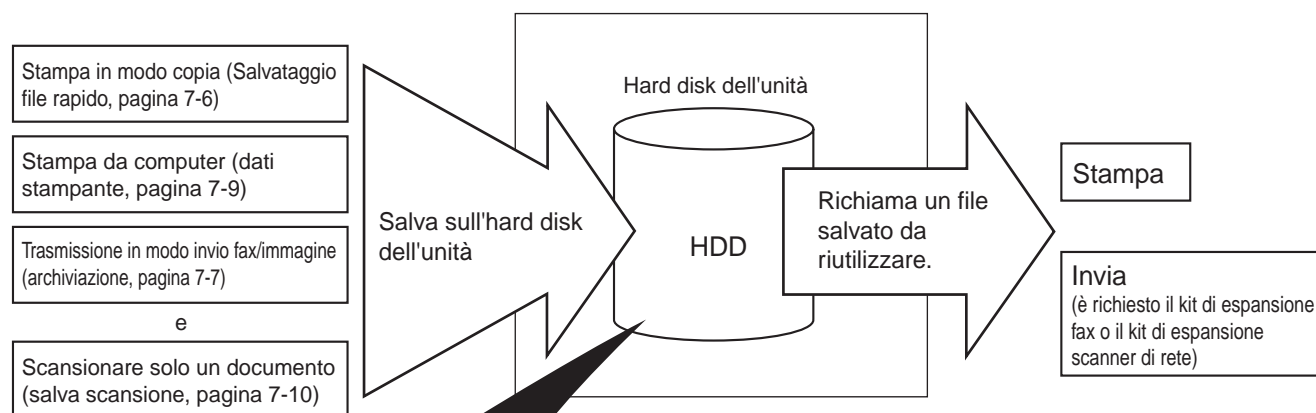 Stampa in modo copia (Salvataggio
file rapido, pagina 7-6)
Stampa da computer (dati
stampante, pagina 7-9)
Trasmissione in modo invio fax/immagine
(archiviazione, pagina 7-7)
e
Scansionare solo un documento
(salva scansione, pagina 7-10)
Salva sull'hard disk
dell'unità
Hard disk dell'unità
HDD
Richiama un file
salvato da
riutilizzare.
Stampa
Invia
(è richiesto il kit di espansione
fax o il kit di espansione
scanner di rete)